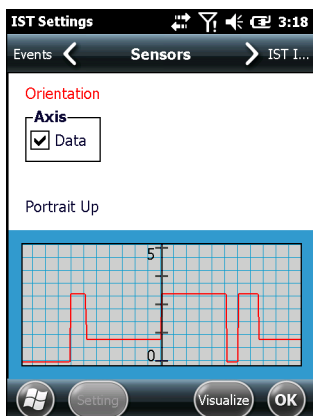 IST Settings 3:18
Events Sensors IST I...
Orientation
Axis
Data
Portrait Up
5
0
Setting Visualize OK